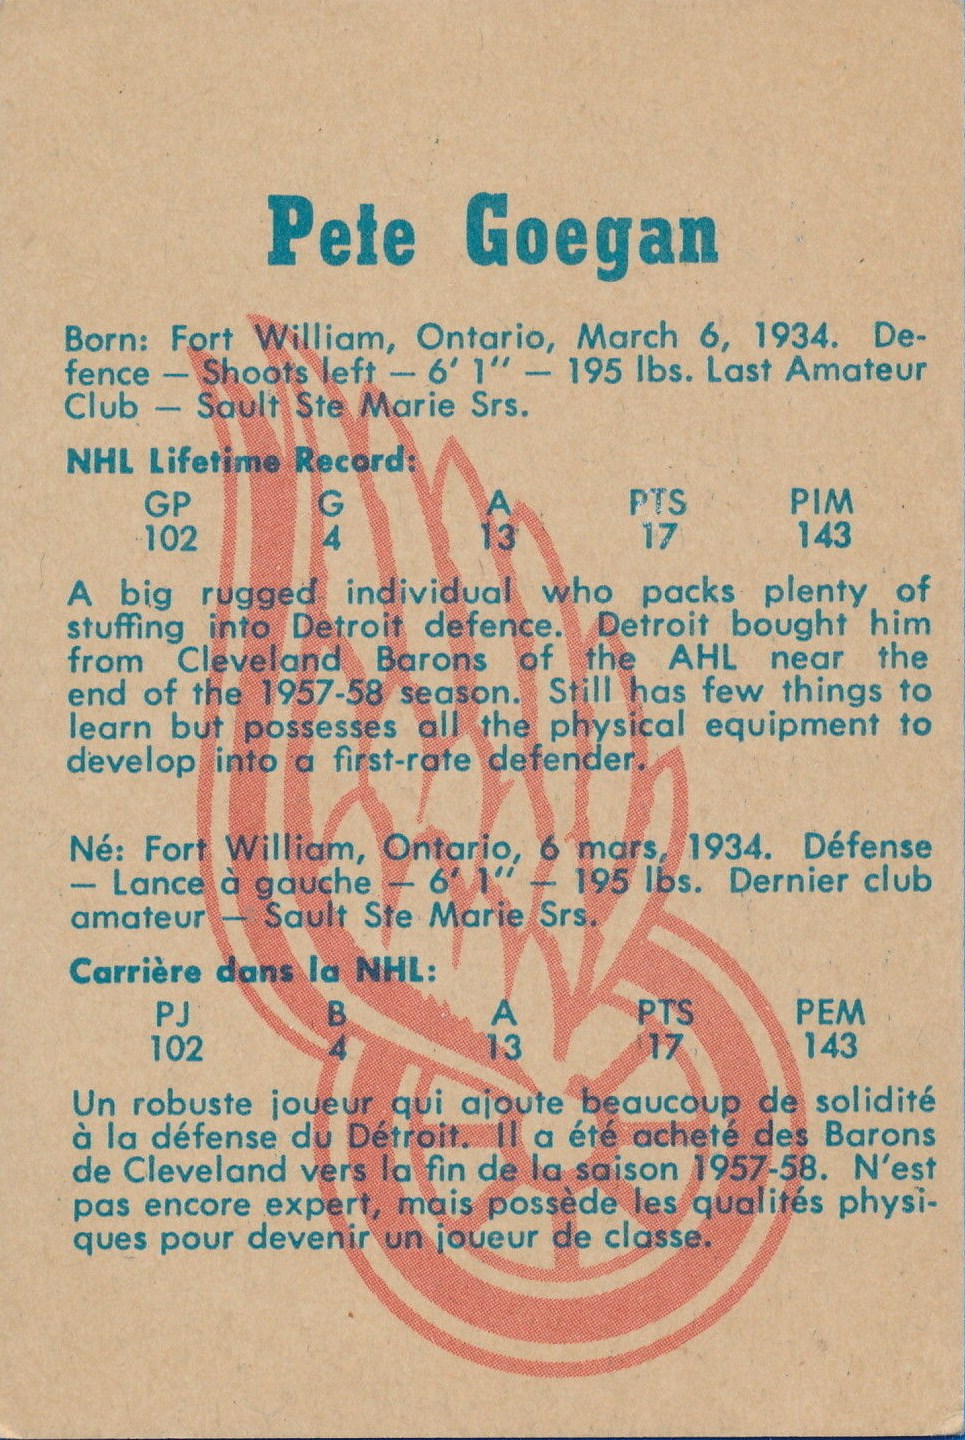 Pete Goegan
Born: Fort William, Ontario, March 6, 1934. De-
fence — Shoots left — 6' 1" — 195 lbs. Last Amateur
Club — Sault Ste Marie Srs.
NHL Lifetime Record:
GP G A PTS PIM
102 4 13 17 143
A big rugged individual who packs plenty of
stuffing into Detroit defence. Detroit bought him
from Cleveland Barons of the AHL near the
end of the 1957-58 season. Still has few things to
learn but possesses all the physical equipment to
develop into a first-rate defender.
Né: Fort William, Ontario, 6 mars, 1934. Défense
— Lance à gauche — 6' 1" — 195 lbs. Dernier club
amateur — Sault Ste Marie Srs.
Carrière dans la NHL:
PJ B A PTS PEM
102 4 13 17 143
Un robuste joueur qui ajoute beaucoup de solidité
à la défense du Détroit. Il a été acheté des Barons
de Cleveland vers la fin de la saison 1957-58. N'est
pas encore expert, mais possède les qualités physi-
ques pour devenir un joueur de classe.